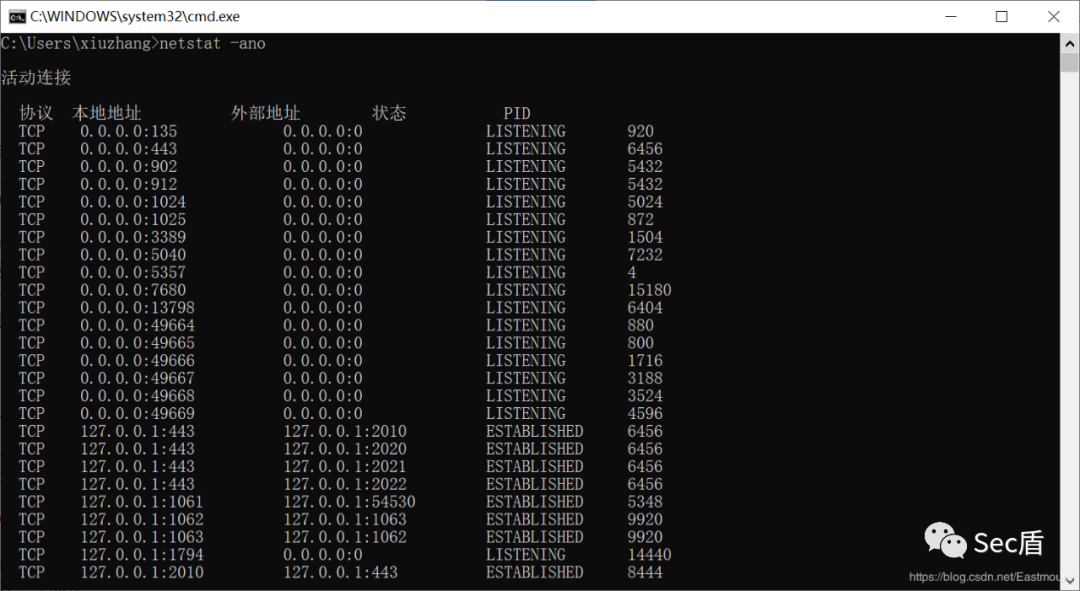 C:\WINDOWS\system32\cmd.exe
C:\Users\xiuzhang>netstat -ano
活动连接
协议 本地地址 外部地址 状态 PID
TCP 0.0.0.0:135 0.0.0.0:0 LISTENING 920
TCP 0.0.0.0:443 0.0.0.0:0 LISTENING 6456
TCP 0.0.0.0:902 0.0.0.0:0 LISTENING 5432
TCP 0.0.0.0:912 0.0.0.0:0 LISTENING 5432
TCP 0.0.0.0:1024 0.0.0.0:0 LISTENING 5024
TCP 0.0.0.0:1025 0.0.0.0:0 LISTENING 872
TCP 0.0.0.0:3389 0.0.0.0:0 LISTENING 1504
TCP 0.0.0.0:5040 0.0.0.0:0 LISTENING 7232
TCP 0.0.0.0:5357 0.0.0.0:0 LISTENING 4
TCP 0.0.0.0:7680 0.0.0.0:0 LISTENING 15180
TCP 0.0.0.0:13798 0.0.0.0:0 LISTENING 6404
TCP 0.0.0.0:49664 0.0.0.0:0 LISTENING 880
TCP 0.0.0.0:49665 0.0.0.0:0 LISTENING 800
TCP 0.0.0.0:49666 0.0.0.0:0 LISTENING 1716
TCP 0.0.0.0:49667 0.0.0.0:0 LISTENING 3188
TCP 0.0.0.0:49668 0.0.0.0:0 LISTENING 3524
TCP 0.0.0.0:49669 0.0.0.0:0 LISTENING 4596
TCP 127.0.0.1:443 127.0.0.1:2010 ESTABLISHED 6456
TCP 127.0.0.1:443 127.0.0.1:2020 ESTABLISHED 6456
TCP 127.0.0.1:443 127.0.0.1:2021 ESTABLISHED 6456
TCP 127.0.0.1:443 127.0.0.1:2022 ESTABLISHED 6456
TCP 127.0.0.1:1061 127.0.0.1:54530 ESTABLISHED 5348
TCP 127.0.0.1:1062 127.0.0.1:1063 ESTABLISHED 9920
TCP 127.0.0.1:1063 127.0.0.1:1062 ESTABLISHED 9920
TCP 127.0.0.1:1794 0.0.0.0:0 LISTENING 14440
TCP 127.0.0.1:2010 127.0.0.1:443 ESTABLISHED 8444
Sec盾
https://blog.csdn.net/Eastmou